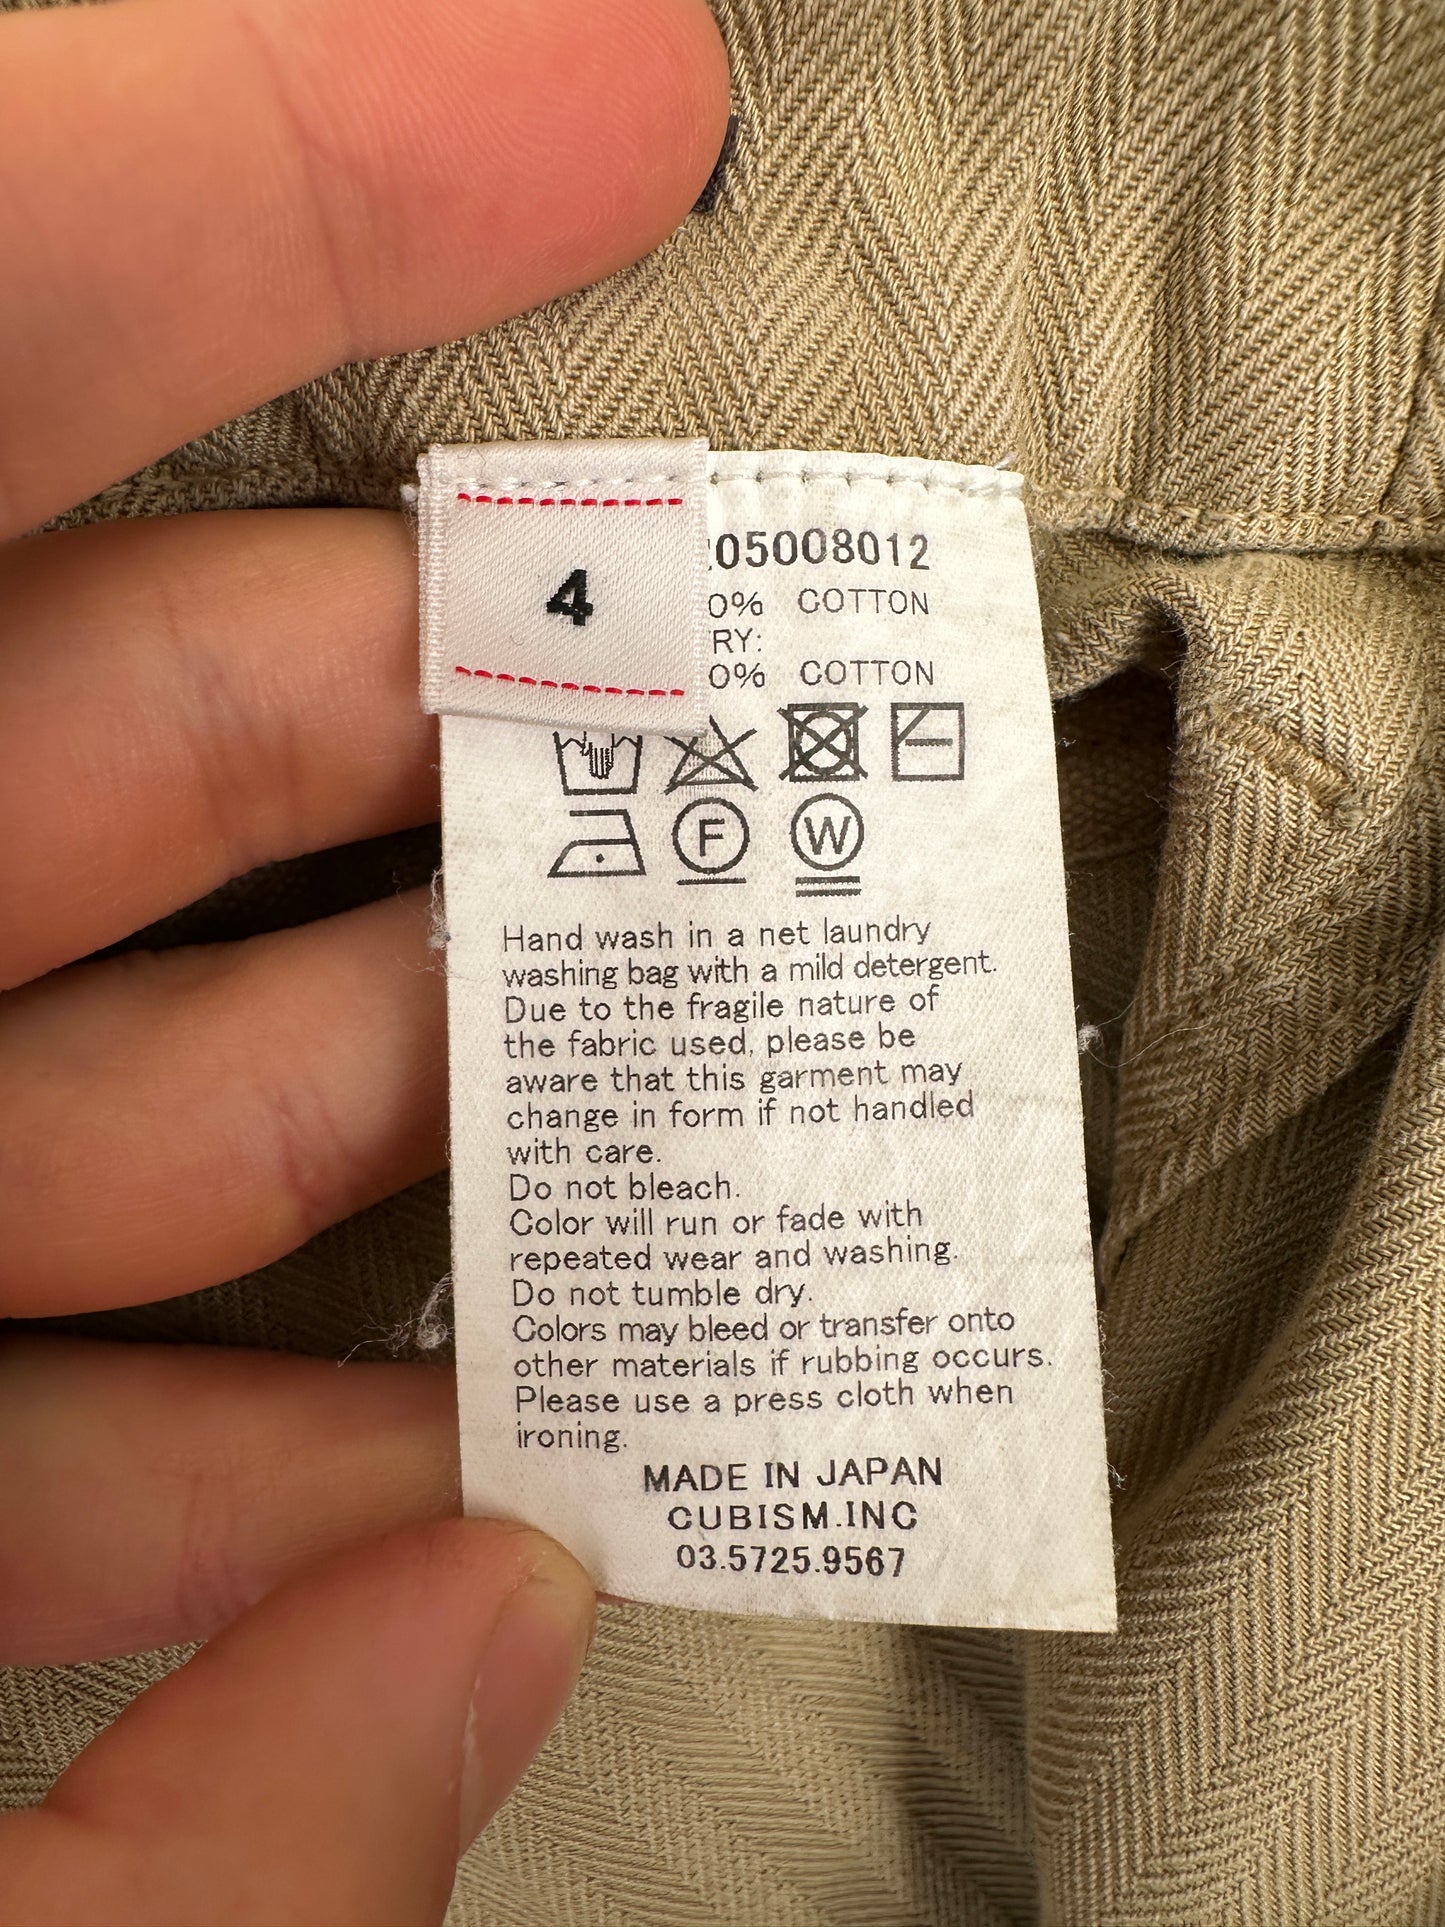 4
05008012
0% COTTON
RY:
0% COTTON
F
W
Hand wash in a net laundry
washing bag with a mild detergent.
Due to the fragile nature of
the fabric used, please be
aware that this garment may
change in form if not handled
with care.
Do not bleach.
Color will run or fade with
repeated wear and washing.
Do not tumble dry.
Colors may bleed or transfer onto
other materials if rubbing occurs.
Please use a press cloth when
ironing.
MADE IN JAPAN
CUBISM.INC
03.5725.9567